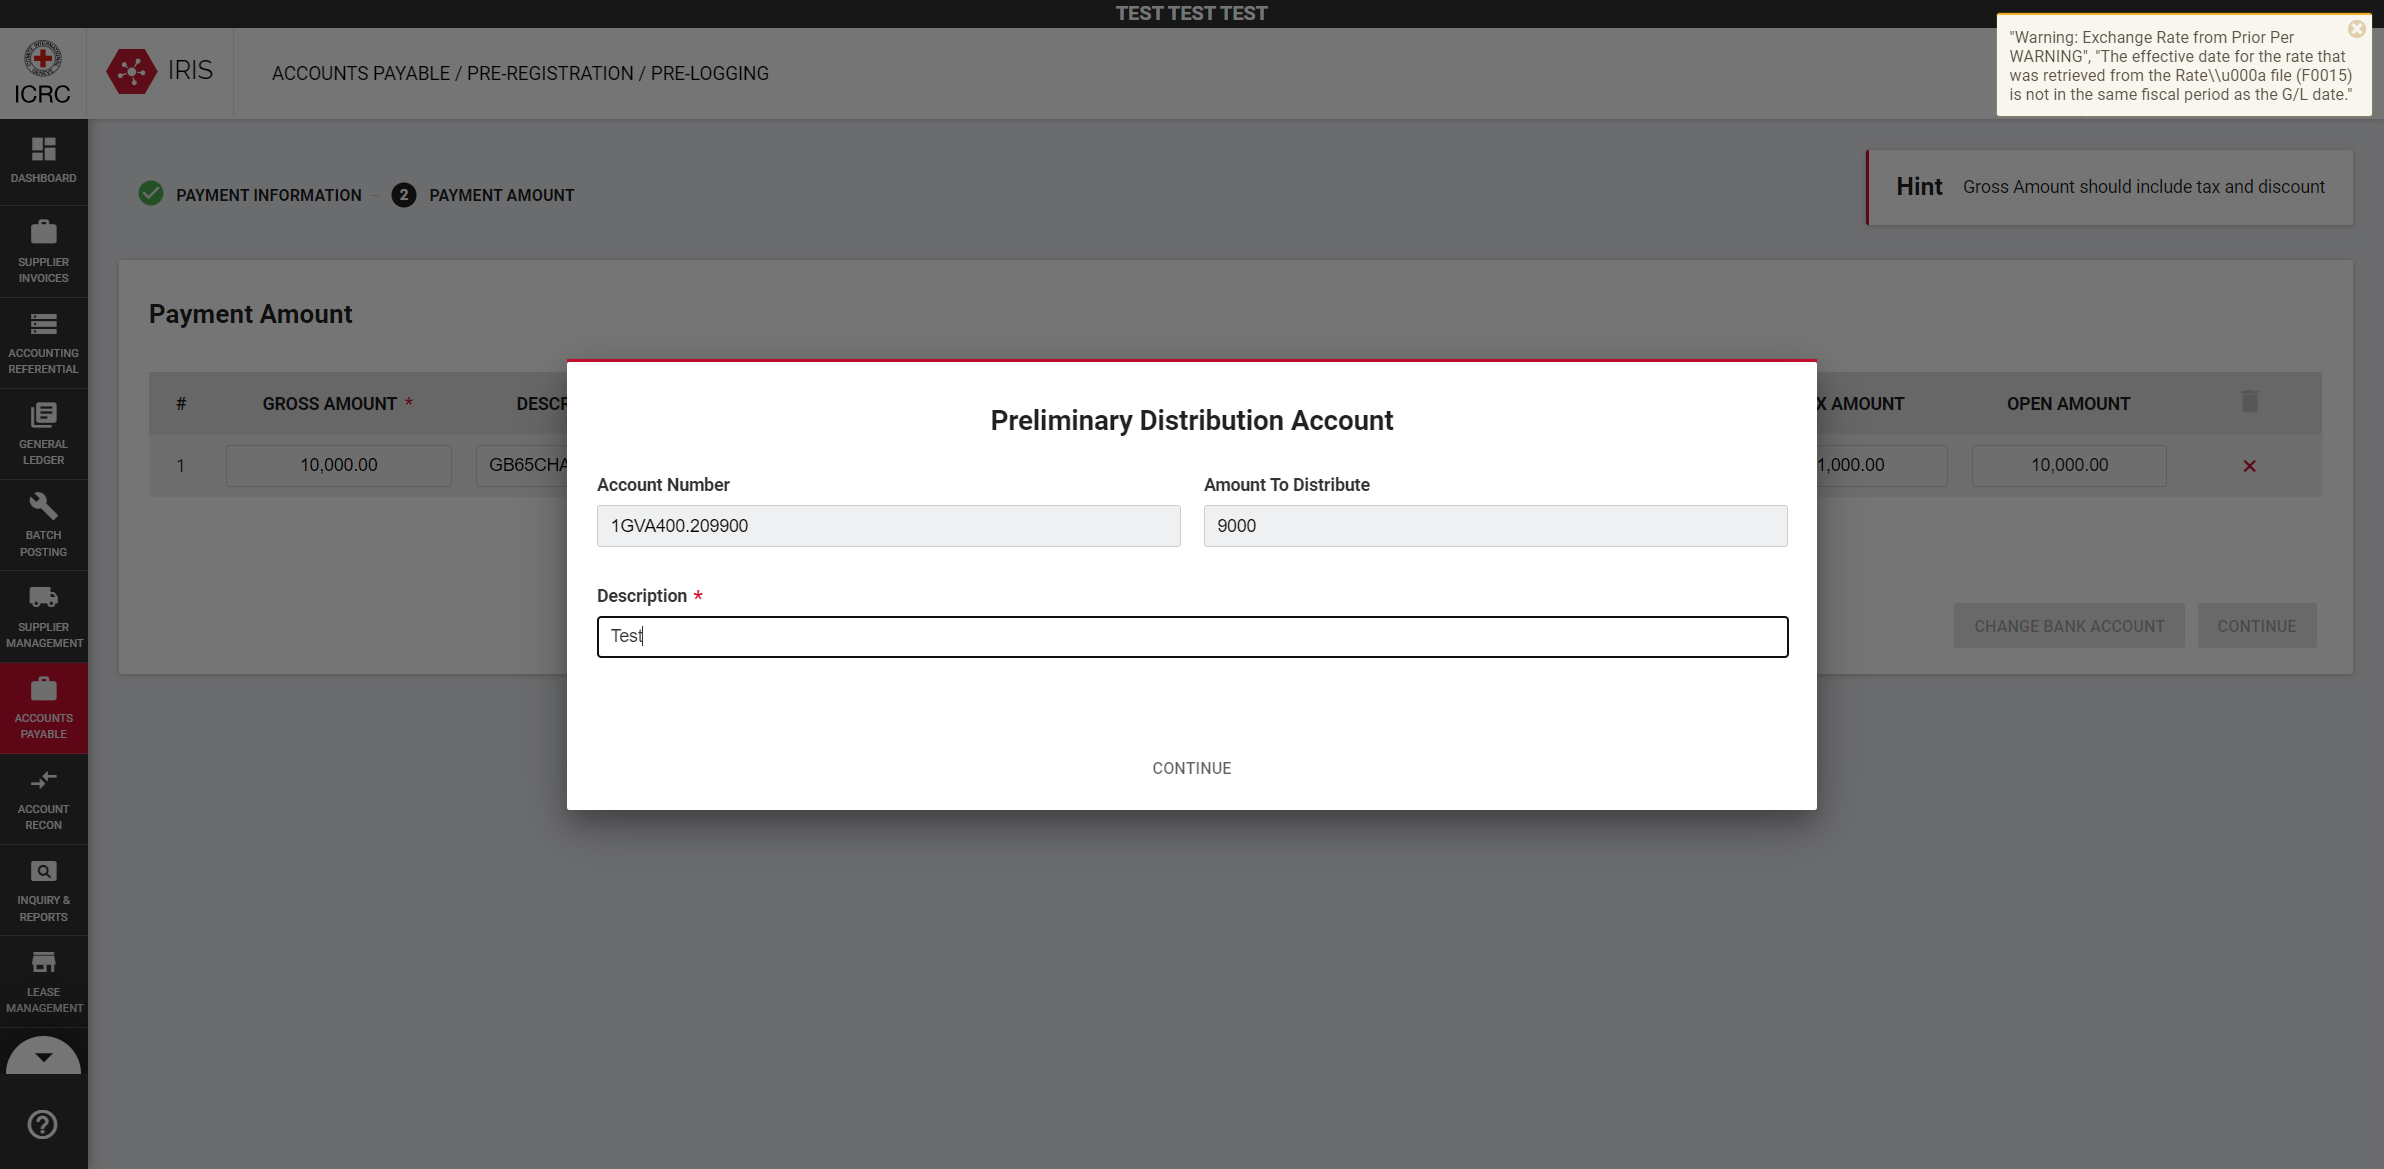 TEST TEST TEST
ICRC
IRIS
ACCOUNTS PAYABLE / PRE-REGISTRATION / PRE-LOGGING
"Warning: Exchange Rate from Prior Per
WARNING", "The effective date for the rate that
was retrieved from the Rate\\u000a file (F0015)
is not in the same fiscal period as the G/L date."
DASHBOARD
SUPPLIER
INVOICES
ACCOUNTING
REFERENTIAL
GENERAL
LEDGER
BATCH
POSTING
SUPPLIER
MANAGEMENT
ACCOUNTS
PAYABLE
ACCOUNT
RECON
INQUIRY &
REPORTS
LEASE
MANAGEMENT
PAYMENT INFORMATION - 2 PAYMENT AMOUNT
Hint Gross Amount should include tax and discount
Payment Amount
# GROSS AMOUNT * DESCR X AMOUNT OPEN AMOUNT
1 10,000.00 GB65CHA 1,000.00 10,000.00
CHANGE BANK ACCOUNT CONTINUE
Preliminary Distribution Account
Account Number Amount To Distribute
1GVA400.209900 9000
Description *
Test
CONTINUE